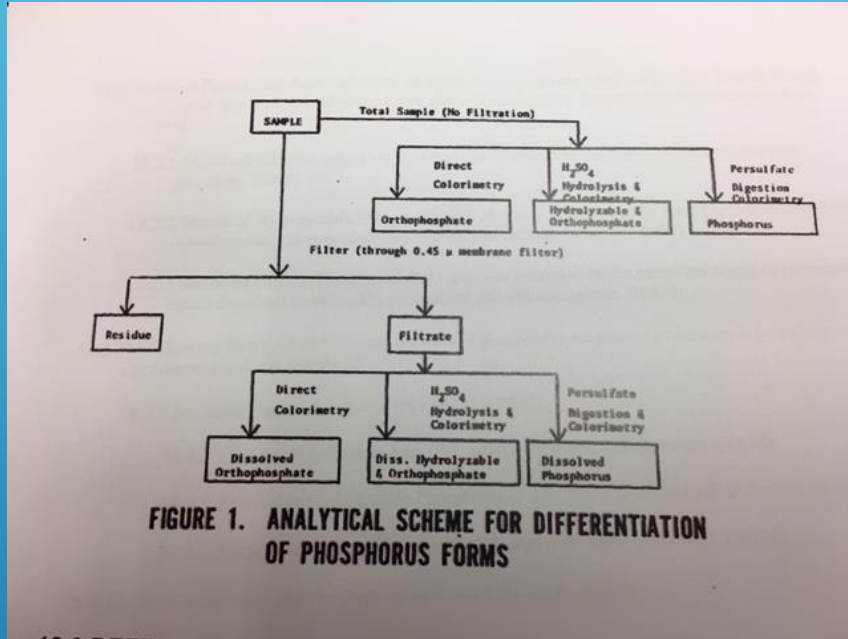 Total Sample (No Filtration)
SAMPLE
Direct
Colorimetry
H2SO4
Hydrolysis &
Colorimetry
Persulfate
Digestion
Colorimetry
Orthophosphate
Hydrolyzable &
Orthophosphate
Phosphorus
Filter (through 0.45 μ membrane filter)
Residue
Filtrate
Direct
Colorimetry
H2SO4
Hydrolysis &
Colorimetry
Persulfate
Digestion &
Colorimetry
Dissolved
Orthophosphate
Diss. Hydrolyzable
& Orthophosphate
Dissolved
Phosphorus
FIGURE 1. ANALYTICAL SCHEME FOR DIFFERENTIATION
OF PHOSPHORUS FORMS